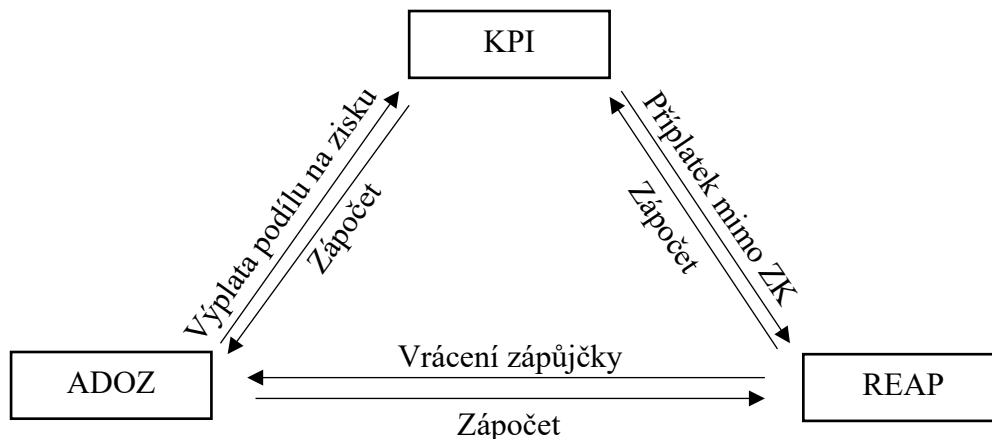 KPI
Výplata podílu na zisku
Zápočet
Příplatek mimo ZK
Zápočet
ADOZ
Vrácení zápůjčky
Zápočet
REAP